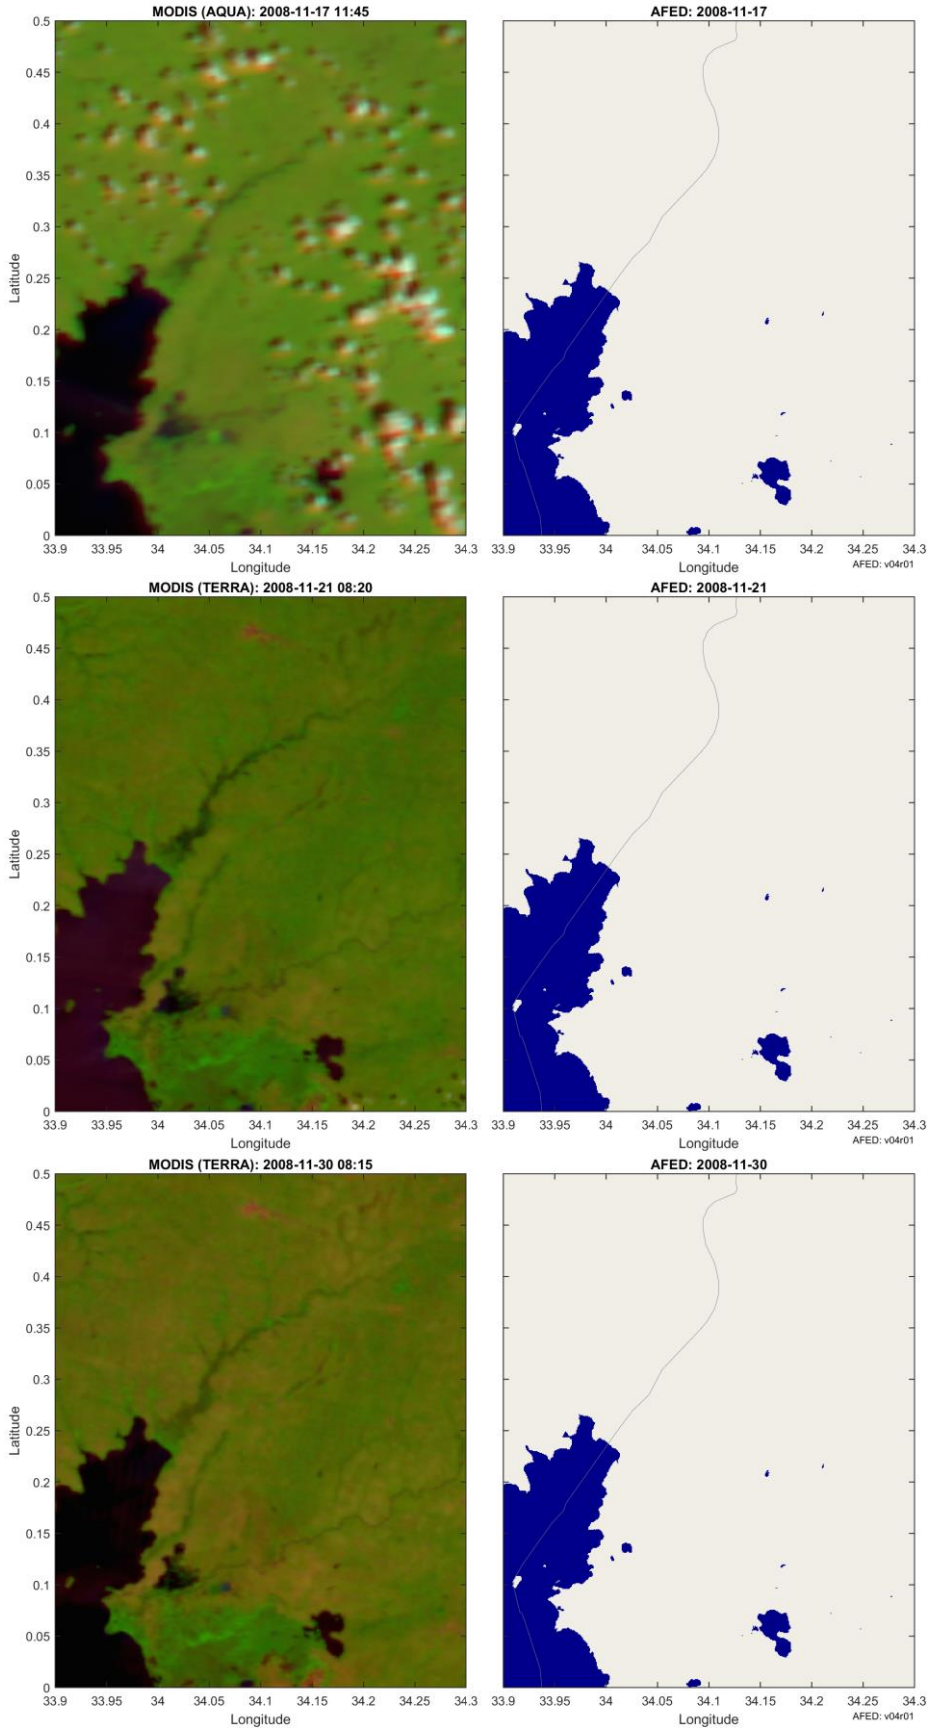 MODIS (AQUA): 2008-11-17 11:45
AFED: 2008-11-17
0.5
0.45
0.4
0.35
0.3
0.25
0.2
0.15
0.1
0.05
0
Latitude
33.9 33.95 34 34.05 34.1 34.15 34.2 34.25 34.3
Longitude
33.9 33.95 34 34.05 34.1 34.15 34.2 34.25 34.3
Longitude
AFED: v04r01
MODIS (TERRA): 2008-11-21 08:20
AFED: 2008-11-21
0.5
0.45
0.4
0.35
0.3
0.25
0.2
0.15
0.1
0.05
0
Latitude
33.9 33.95 34 34.05 34.1 34.15 34.2 34.25 34.3
Longitude
33.9 33.95 34 34.05 34.1 34.15 34.2 34.25 34.3
Longitude
AFED: v04r01
MODIS (TERRA): 2008-11-30 08:15
AFED: 2008-11-30
0.5
0.45
0.4
0.35
0.3
0.25
0.2
0.15
0.1
0.05
0
Latitude
33.9 33.95 34 34.05 34.1 34.15 34.2 34.25 34.3
Longitude
33.9 33.95 34 34.05 34.1 34.15 34.2 34.25 34.3
Longitude
AFED: v04r01